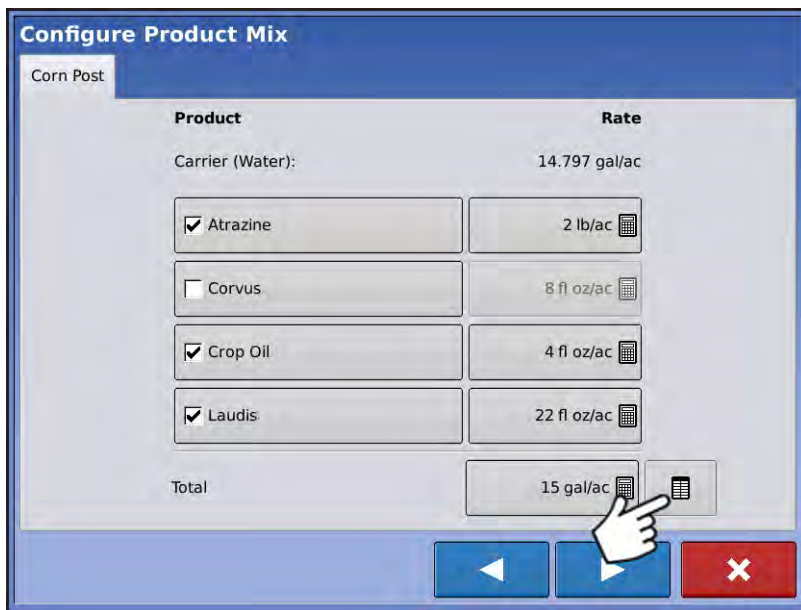 Configure Product Mix
Corn Post
Product Rate
Carrier (Water): 14.797 gal/ac
Atrazine 2 lb/ac
Corvus 8 fl oz/ac
Crop Oil 4 fl oz/ac
Laudis 22 fl oz/ac
Total 15 gal/ac